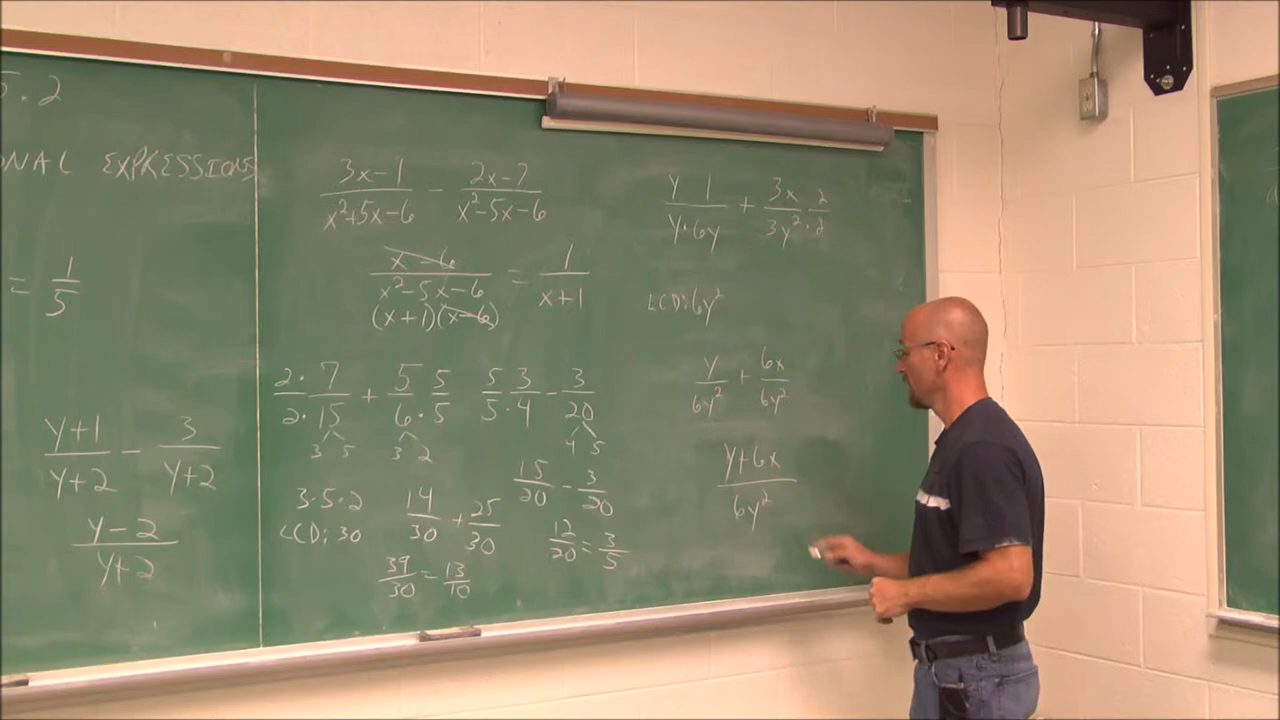 5.2
ONAL EXPRESSIONS
= 1/5
(y+1)/(y+2) - 3/(y+2)
(y-2)/(y+2)
(3x-1)/(x²+5x-6) - (2x-7)/(x²-5x-6)
(x-6)/(x²-5x-6) = 1/(x+1)
(x+1)(x-6)
2·7/2·15 + 5/6·5/5
3 5 3 2
3·5·2
LCD: 30
14/30 + 25/30
39/30 = 13/10
5·3/5·4 - 3/20
4 5
15/20 - 3/20
12/20 = 3/5
y 1/y·6y + 3x/3y²·2/2
LCD: 6y²
y/6y² + 6x/6y²
(y+6x)/6y²